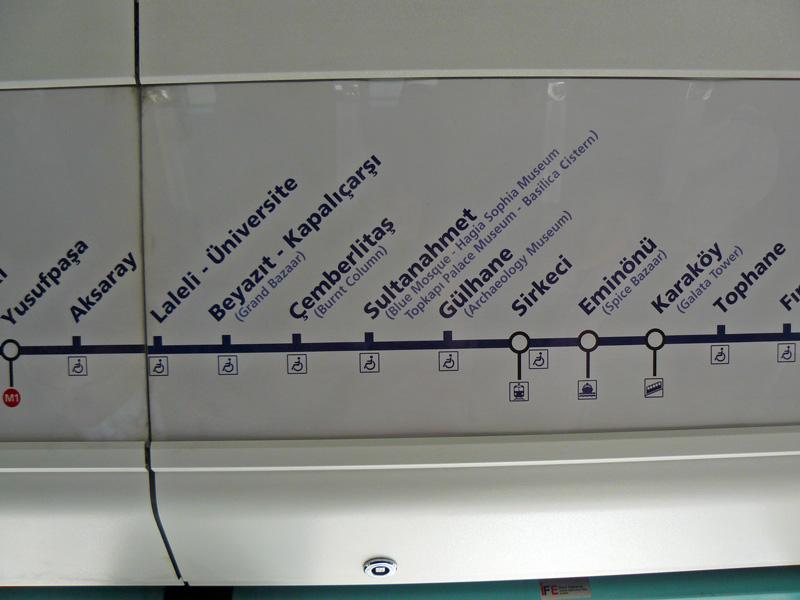 Yusufpaşa
Aksaray
Laleli - Üniversite
Beyazıt - Kapalıçarşı
(Grand Bazaar)
Çemberlitaş
(Burnt Column)
Sultanahmet
(Blue Mosque - Hagia Sophia Museum
Topkapı Palace Museum - Basilica Cistern)
Gülhane
(Archaeology Museum)
Sirkeci
Eminönü
(Spice Bazaar)
Karaköy
(Galata Tower)
Tophane
M1